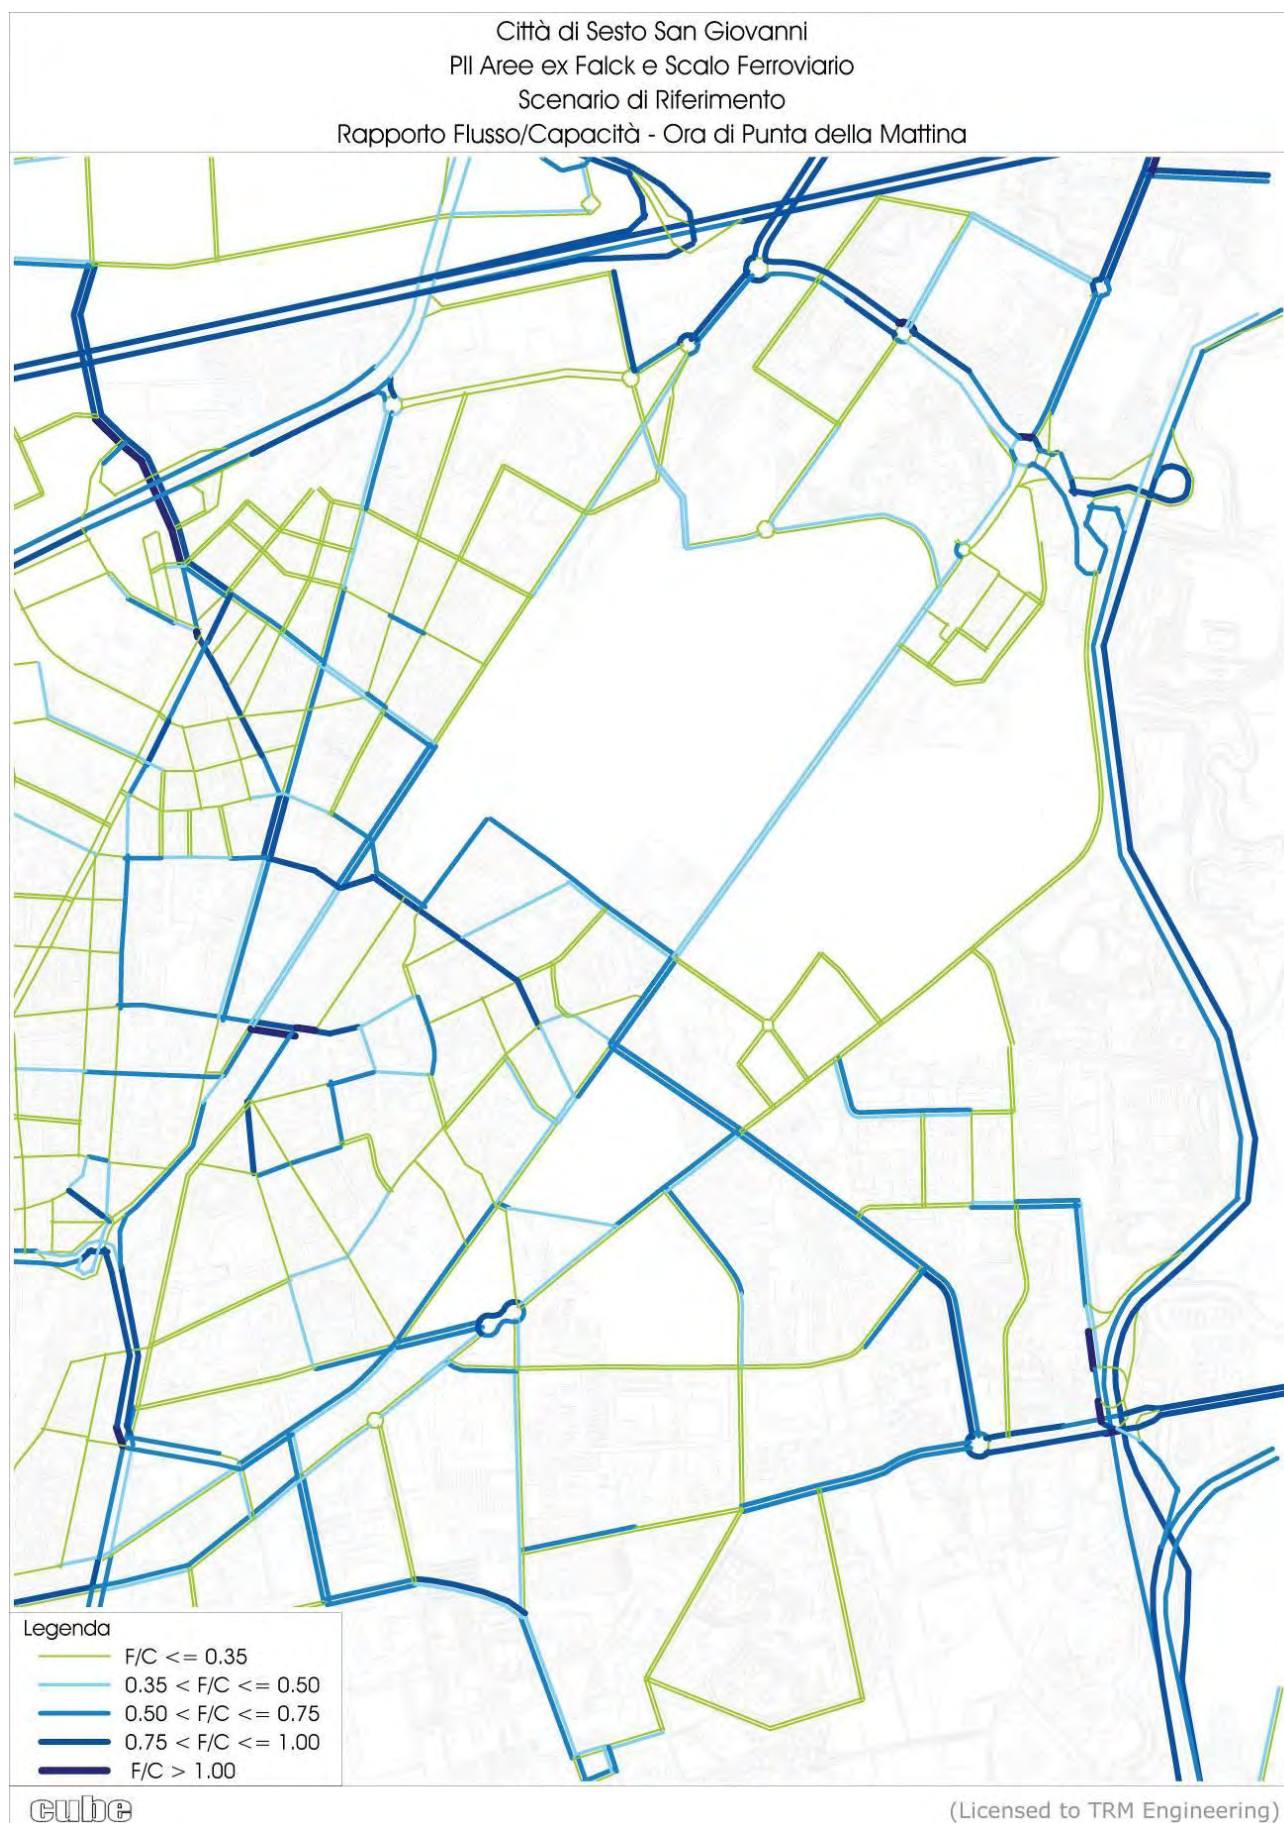 Città di Sesto San Giovanni
PII Aree ex Falck e Scalo Ferroviario
Scenario di Riferimento
Rapporto Flusso/Capacità - Ora di Punta della Mattina
Legenda
F/C <= 0.35
0.35 < F/C <= 0.50
0.50 < F/C <= 0.75
0.75 < F/C <= 1.00
F/C > 1.00
cube
(Licensed to TRM Engineering)